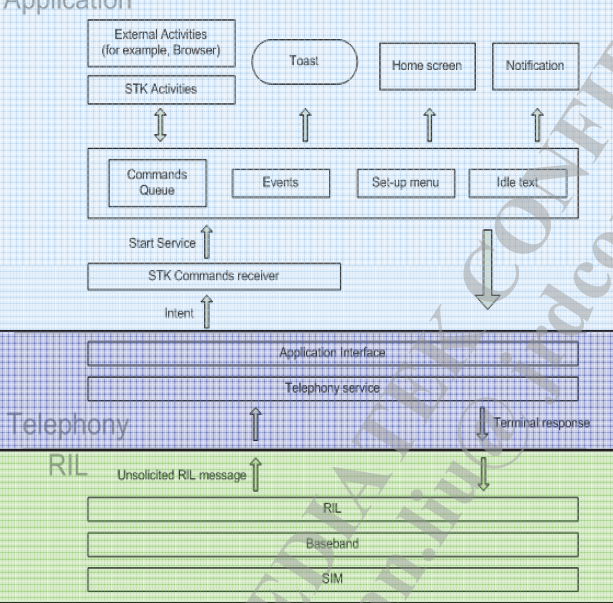 Application
External Activities
(for example, Browser)
Toast
Home screen
Notification
STK Activities
Commands
Queue
Events
Set-up menu
Idle text
Start Service
STK Commands receiver
Intent
Application Interface
Telephony service
Telephony
Terminal response
RIL
Unsolicited RIL message
RIL
Baseband
SIM